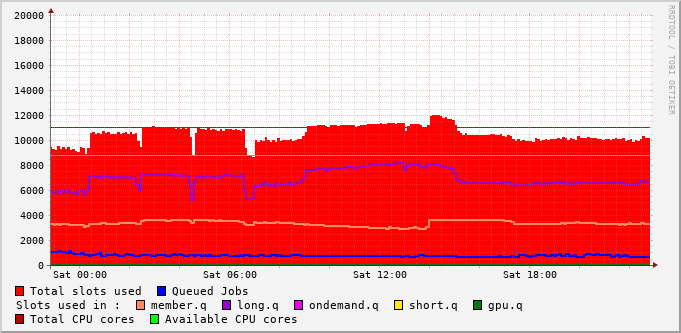 20000
18000
16000
14000
12000
10000
8000
6000
4000
2000
0
Sat 00:00 Sat 06:00 Sat 12:00 Sat 18:00
Total slots used Queued Jobs
Slots used in : member.q long.q ondemand.q short.q gpu.q
Total CPU cores Available CPU cores
RRDTOOL / TOBI OETIKER